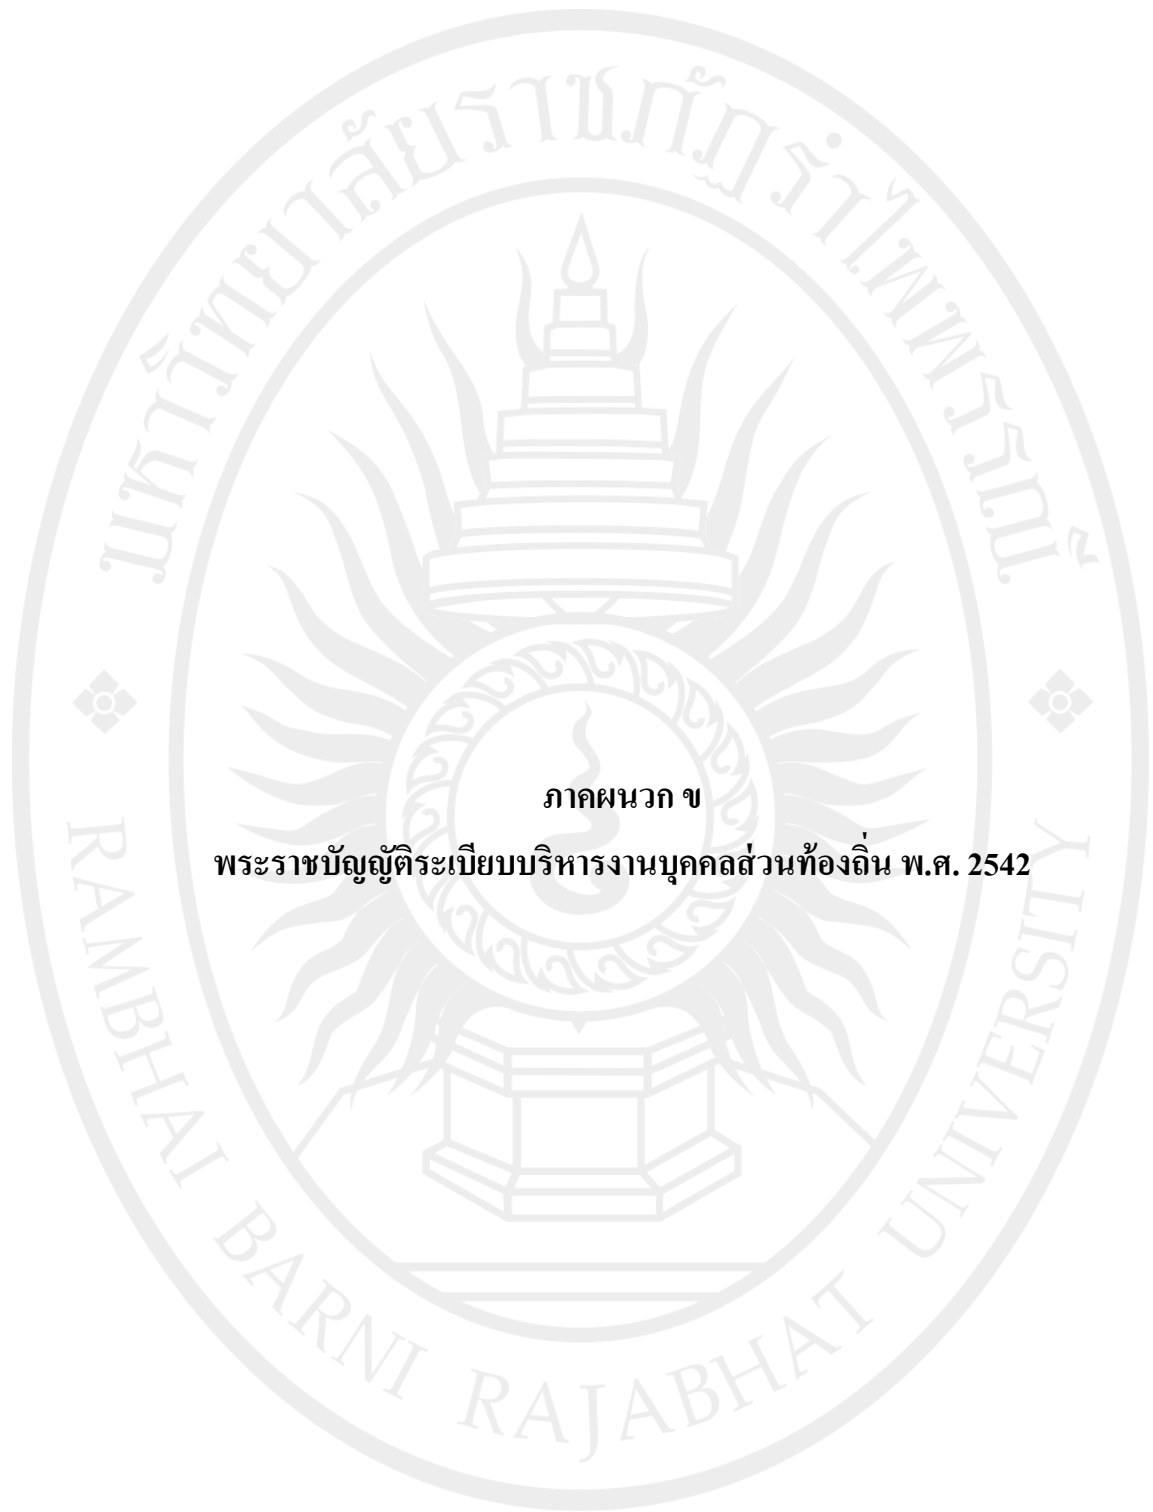 มหาวิทยาลัยราชภัฏรำไพพรรณี
ภาคผนวก ข
พระราชบัญญัติระเบียบบริหารงานบุคคลส่วนท้องถิ่น พ.ศ. 2542
RAMBHAI BARNI RAJABHAT UNIVERSITY